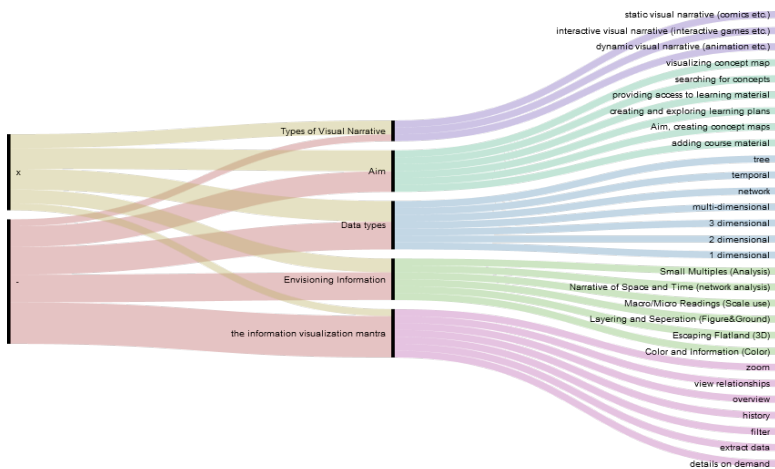 x
-
Types of Visual Narrative
Aim
Data types
Envisioning Information
the information visualization mantra
static visual narrative (comics etc.)
interactive visual narrative (interactive games etc.)
dynamic visual narrative (animation etc.)
visualizing concept map
searching for concepts
providing access to learning material
creating and exploring learning plans
Aim, creating concept maps
adding course material
tree
temporal
network
multi-dimensional
3 dimensional
2 dimensional
1 dimensional
Small Multiples (Analysis)
Narrative of Space and Time (network analysis)
Macro/Micro Readings (Scale use)
Layering and Seperation (Figure&Ground)
Escaping Flatland (3D)
Color and Information (Color)
zoom
view relationships
overview
history
filter
extract data
details on demand